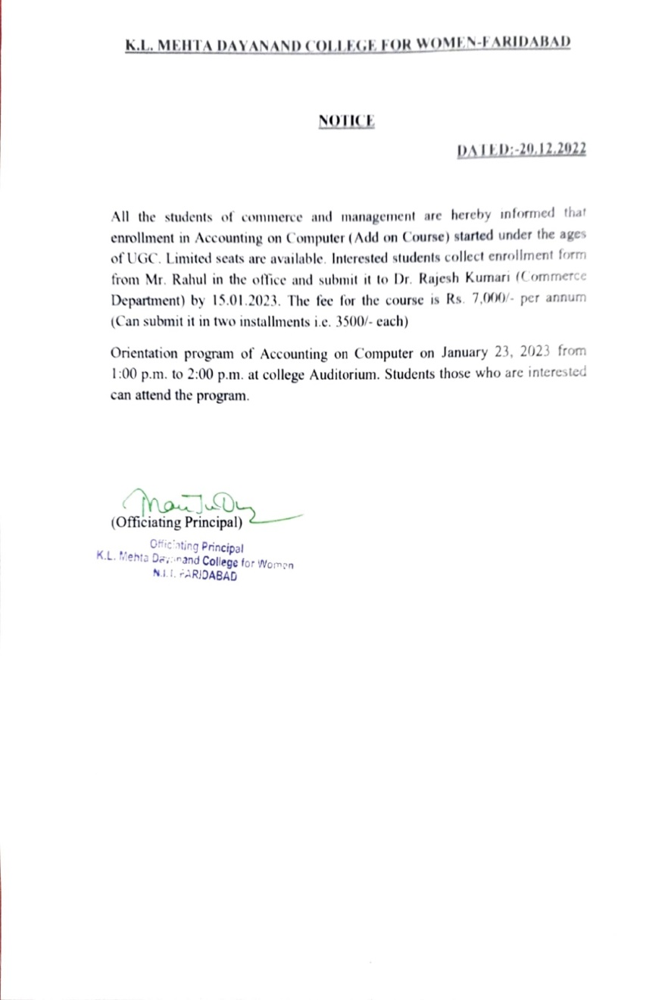 K.L. MEHTA DAYANAND COLLEGE FOR WOMEN-FARIDABAD
NOTICE
DATED:-20.12.2022
All the students of commerce and management are hereby informed that
enrollment in Accounting on Computer (Add on Course) started under the ages
of UGC. Limited seats are available. Interested students collect enrollment form
from Mr. Rahul in the office and submit it to Dr. Rajesh Kumari (Commerce
Department) by 15.01.2023. The fee for the course is Rs. 7,000/- per annum
(Can submit it in two installments i.e. 3500/- each)
Orientation program of Accounting on Computer on January 23, 2023 from
1:00 p.m. to 2:00 p.m. at college Auditorium. Students those who are interested
can attend the program.
(Officiating Principal)
Officiating Principal
K.L. Mehta Dayanand College for Women
N.I.T. FARIDABAD